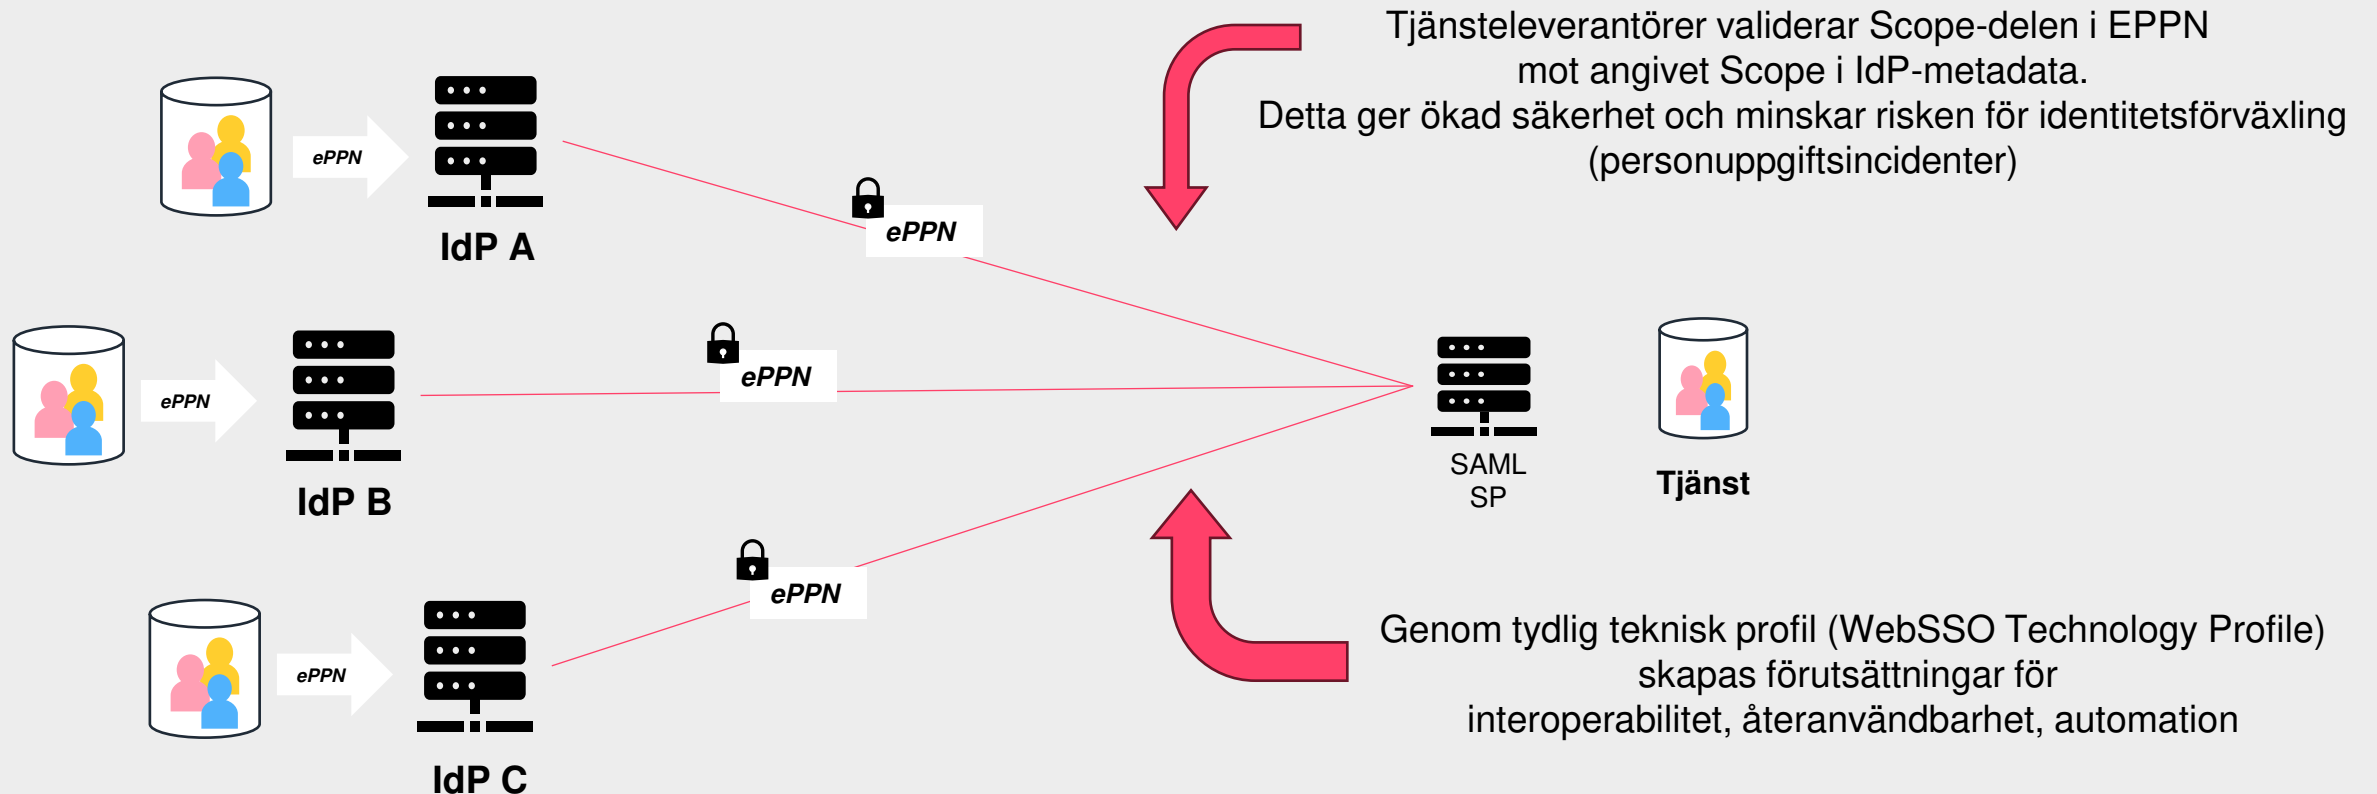 Tjänsteleverantörer validerar Scope-delen i EPPN
mot angivet Scope i IdP-metadata.
Detta ger ökad säkerhet och minskar risken för identitetsförväxling
(personuppgiftsincidenter)
ePPN
IdP A
ePPN
ePPN
IdP B
ePPN
SAML
SP
Tjänst
ePPN
IdP C
ePPN
Genom tydlig teknisk profil (WebSSO Technology Profile)
skapas förutsättningar för
interoperabilitet, återanvändbarhet, automation